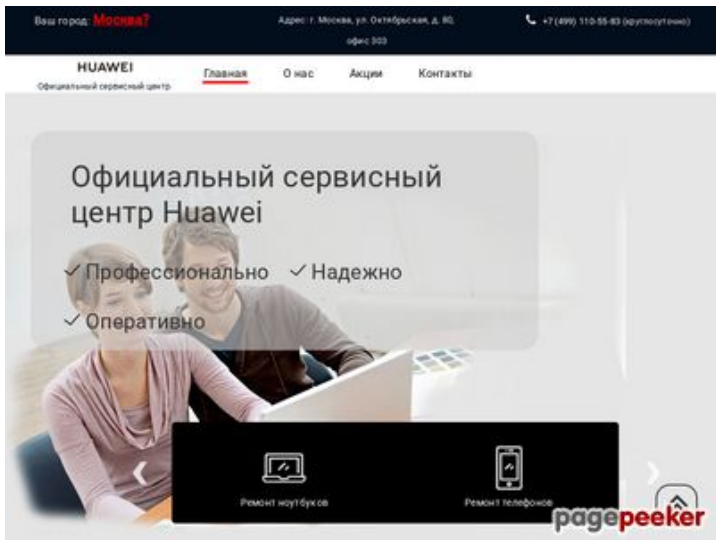 Ваш город: Москва?
Адрес: г. Москва, ул. Октябрьская, д. 80,
офис 303
+7 (499) 110-55-83 (круглосуточно)
HUAWEI
Официальный сервисный центр
Главная
О нас
Акции
Контакты
Официальный сервисный
центр Huawei
Профессионально
Надежно
Оперативно
Ремонт ноутбуков
Ремонт телефонов
pagepeeker